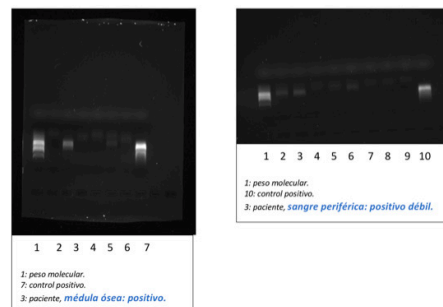 1 2 3 4 5 6 7
1: peso molecular.
7: control positivo.
3: paciente, médula ósea: positivo.
1 2 3 4 5 6 7 8 9 10
1: peso molecular.
10: control positivo.
3: paciente, sangre periférica: positivo débil.